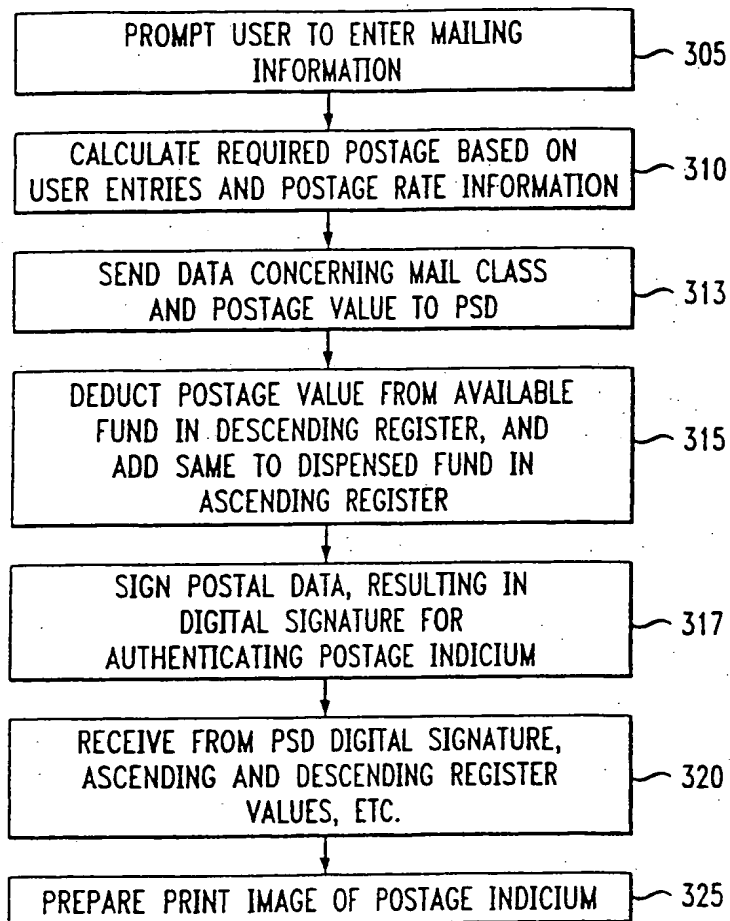 PROMPT USER TO ENTER MAILING
INFORMATION
305
CALCULATE REQUIRED POSTAGE BASED ON
USER ENTRIES AND POSTAGE RATE INFORMATION
310
SEND DATA CONCERNING MAIL CLASS
AND POSTAGE VALUE TO PSD
313
DEDUCT POSTAGE VALUE FROM AVAILABLE
FUND IN DESCENDING REGISTER, AND
ADD SAME TO DISPENSED FUND IN
ASCENDING REGISTER
315
SIGN POSTAL DATA, RESULTING IN
DIGITAL SIGNATURE FOR
AUTHENTICATING POSTAGE INDICIUM
317
RECEIVE FROM PSD DIGITAL SIGNATURE,
ASCENDING AND DESCENDING REGISTER
VALUES, ETC.
320
PREPARE PRINT IMAGE OF POSTAGE INDICIUM
325